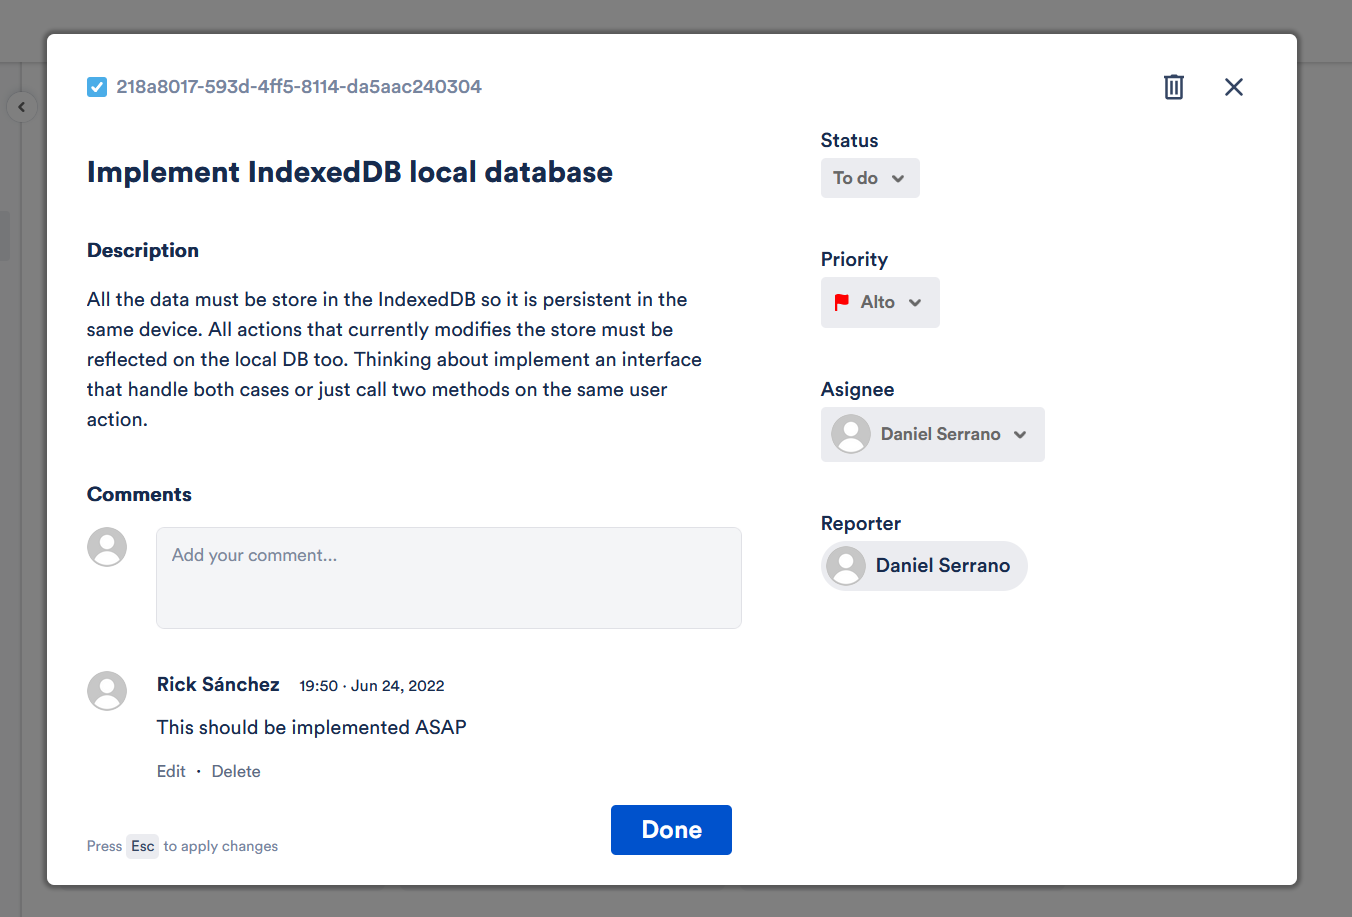 218a8017-593d-4ff5-8114-da5aac240304
Implement IndexedDB local database
Description
All the data must be store in the IndexedDB so it is persistent in the
same device. All actions that currently modifies the store must be
reflected on the local DB too. Thinking about implement an interface
that handle both cases or just call two methods on the same user
action.
Comments
Add your comment...
Rick Sánchez 19:50 · Jun 24, 2022
This should be implemented ASAP
Edit · Delete
Press Esc to apply changes
Done
Status
To do
Priority
Alto
Asignee
Daniel Serrano
Reporter
Daniel Serrano